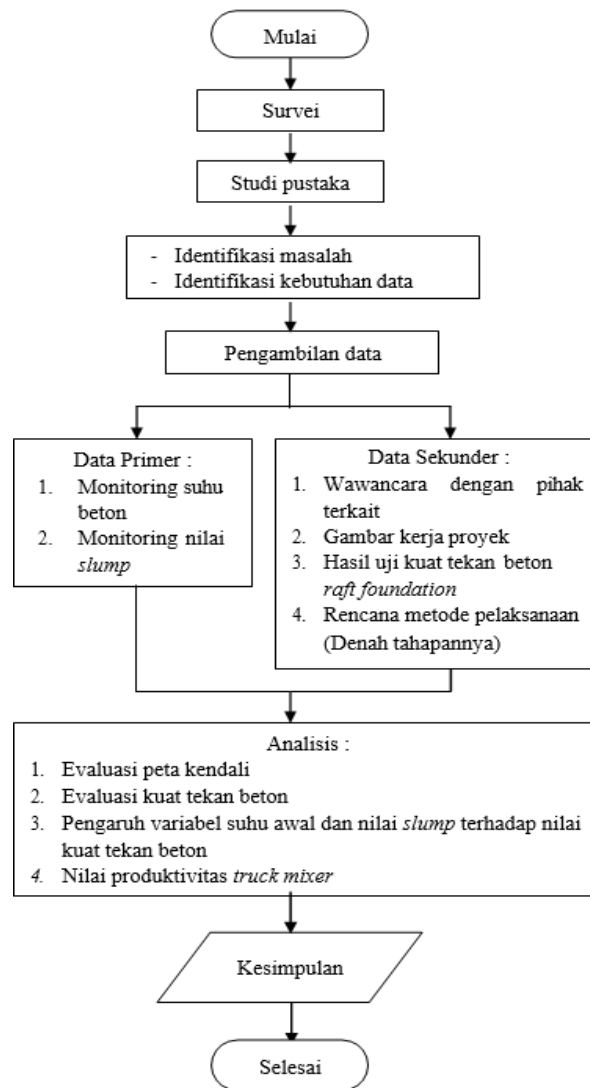 Mulai
Survei
Studi pustaka
- Identifikasi masalah
- Identifikasi kebutuhan data
Pengambilan data
Data Primer :
1. Monitoring suhu
beton
2. Monitoring nilai
slump
Data Sekunder :
1. Wawancara dengan pihak
terkait
2. Gambar kerja proyek
3. Hasil uji kuat tekan beton
raft foundation
4. Rencana metode pelaksanaan
(Denah tahapannya)
Analisis :
1. Evaluasi peta kendali
2. Evaluasi kuat tekan beton
3. Pengaruh variabel suhu awal dan nilai slump terhadap nilai
kuat tekan beton
4. Nilai produktivitas truck mixer
Kesimpulan
Selesai